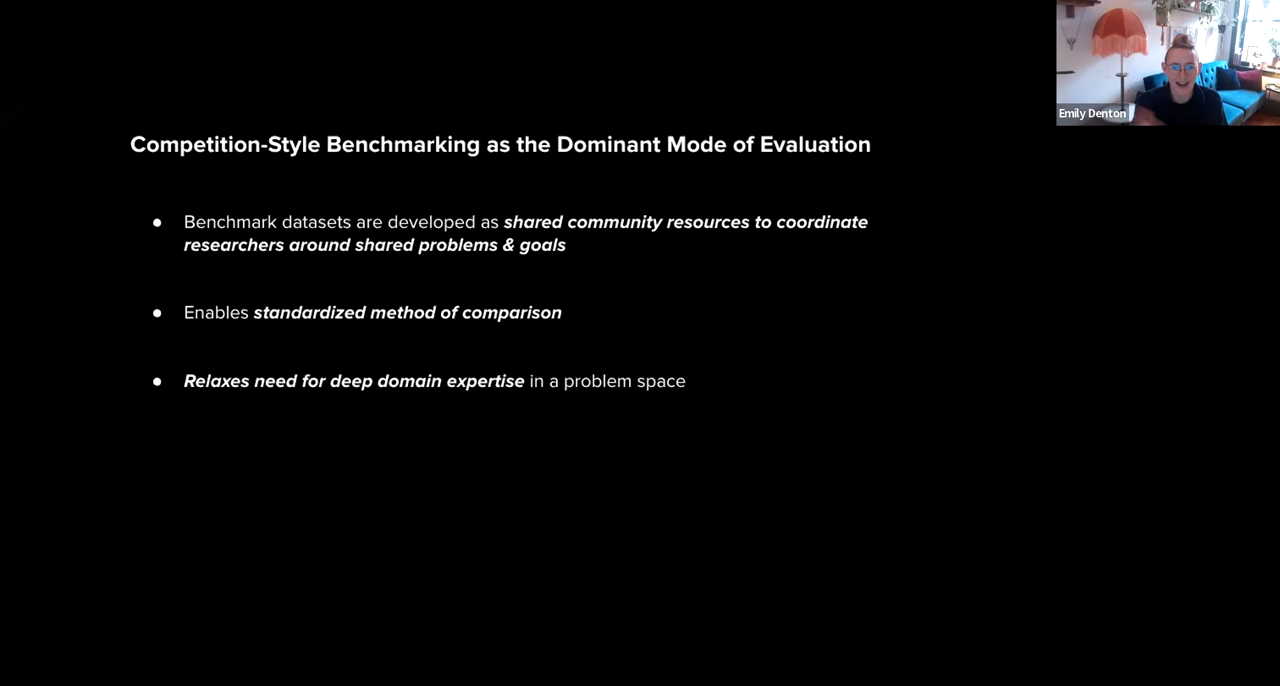 Emily Denton
Competition-Style Benchmarking as the Dominant Mode of Evaluation
● Benchmark datasets are developed as shared community resources to coordinate
researchers around shared problems & goals
● Enables standardized method of comparison
● Relaxes need for deep domain expertise in a problem space